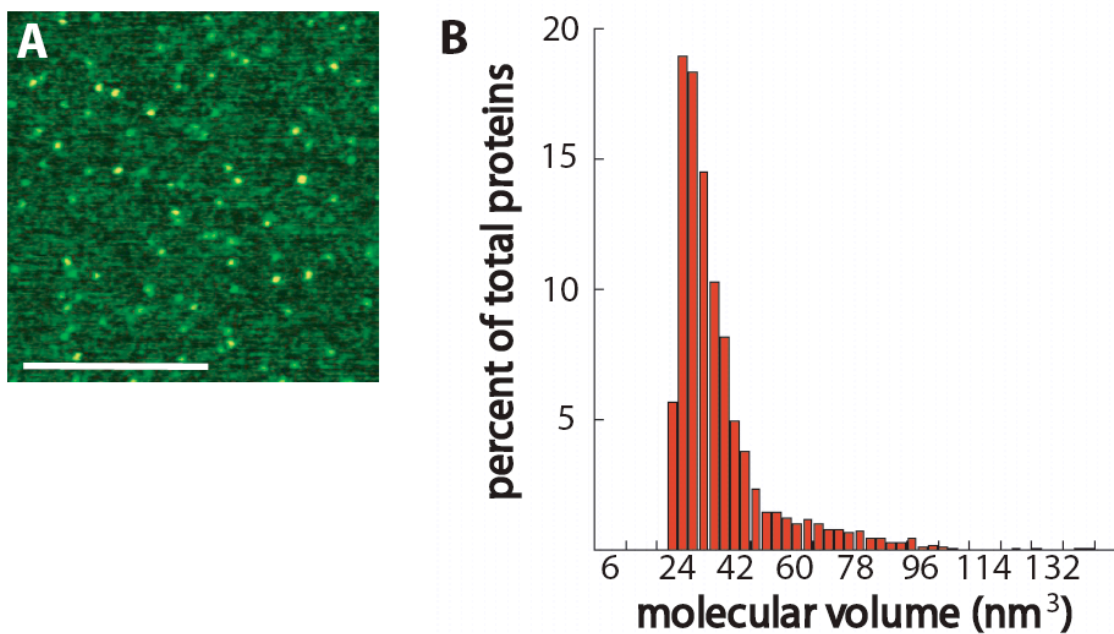 A
B
percent of total proteins
20
15
10
5
6 24 42 60 78 96 114 132
molecular volume (nm³)